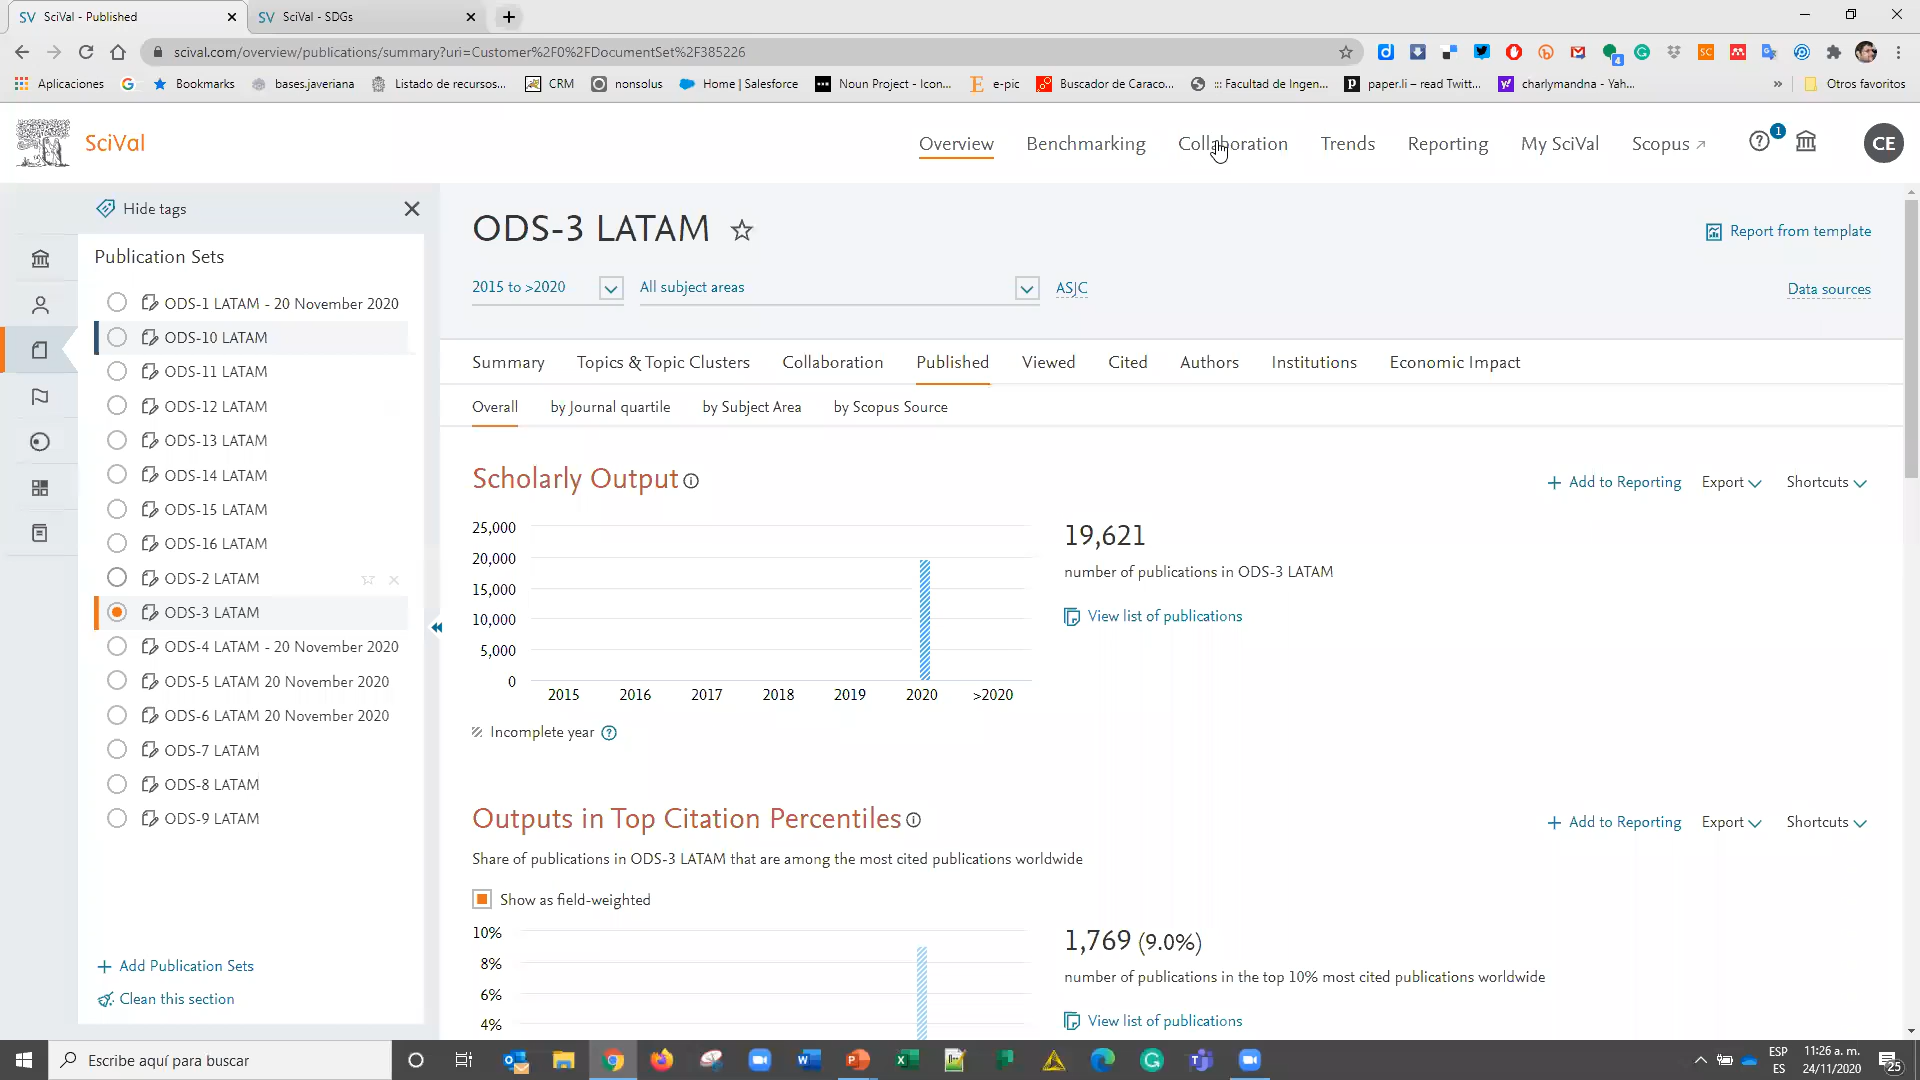 SciVal - Published
SciVal - SDGs
scival.com/overview/publications/summary?uri=Customer%2F0%2FDocumentSet%2F385226
Aplicaciones
Bookmarks
bases.javeriana
Listado de recursos...
CRM
nonsolus
Home | Salesforce
Noun Project - Icon...
e-pic
Buscador de Caraco...
::: Facultad de Ingen...
paper.li – read Twitt...
charlymandna - Yah...
»
Otros favoritos
SciVal
Overview
Benchmarking
Collaboration
Trends
Reporting
My SciVal
Scopus
1
CE
Hide tags
Publication Sets
ODS-1 LATAM - 20 November 2020
ODS-10 LATAM
ODS-11 LATAM
ODS-12 LATAM
ODS-13 LATAM
ODS-14 LATAM
ODS-15 LATAM
ODS-16 LATAM
ODS-2 LATAM
ODS-3 LATAM
ODS-4 LATAM - 20 November 2020
ODS-5 LATAM 20 November 2020
ODS-6 LATAM 20 November 2020
ODS-7 LATAM
ODS-8 LATAM
ODS-9 LATAM
+ Add Publication Sets
Clean this section
ODS-3 LATAM
Report from template
2015 to >2020
All subject areas
ASJC
Data sources
Summary
Topics & Topic Clusters
Collaboration
Published
Viewed
Cited
Authors
Institutions
Economic Impact
Overall
by Journal quartile
by Subject Area
by Scopus Source
Scholarly Output
+ Add to Reporting
Export
Shortcuts
25,000
20,000
15,000
10,000
5,000
0
2015 2016 2017 2018 2019 2020 >2020
Incomplete year
19,621
number of publications in ODS-3 LATAM
View list of publications
Outputs in Top Citation Percentiles
+ Add to Reporting
Export
Shortcuts
Share of publications in ODS-3 LATAM that are among the most cited publications worldwide
Show as field-weighted
10%
8%
6%
4%
1,769 (9.0%)
number of publications in the top 10% most cited publications worldwide
View list of publications
Escribe aquí para buscar
ESP
ES
11:26 a. m.
24/11/2020
25